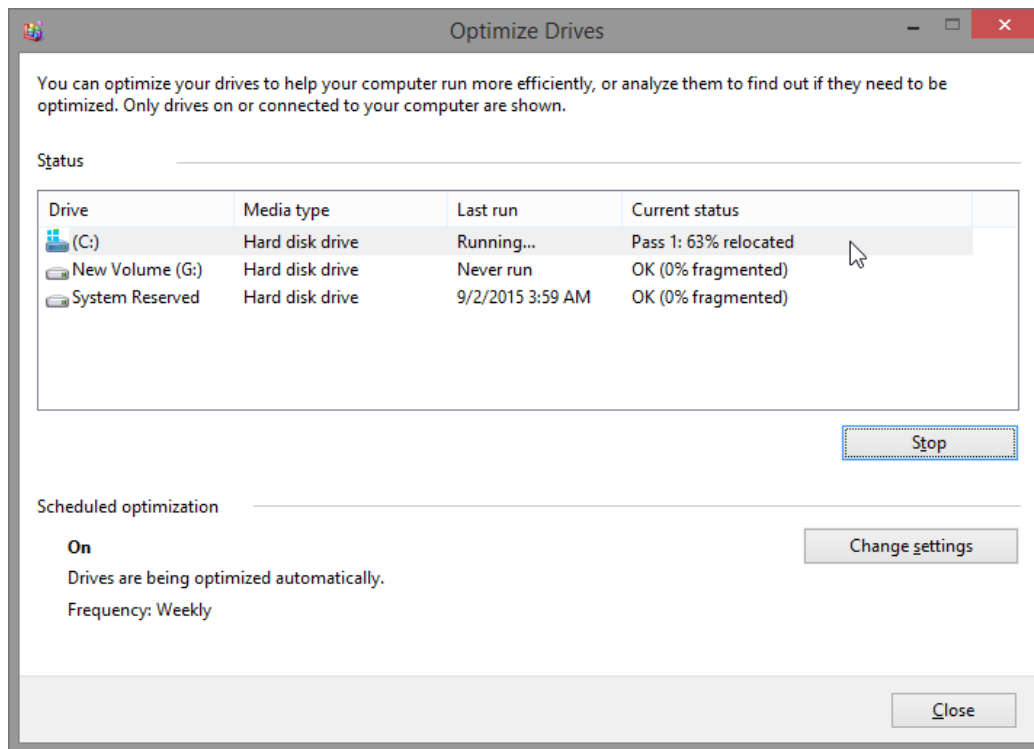 Optimize Drives
You can optimize your drives to help your computer run more efficiently, or analyze them to find out if they need to be
optimized. Only drives on or connected to your computer are shown.
Status
Drive Media type Last run Current status
(C:) Hard disk drive Running... Pass 1: 63% relocated
New Volume (G:) Hard disk drive Never run OK (0% fragmented)
System Reserved Hard disk drive 9/2/2015 3:59 AM OK (0% fragmented)
Stop
Scheduled optimization
On
Change settings
Drives are being optimized automatically.
Frequency: Weekly
Close